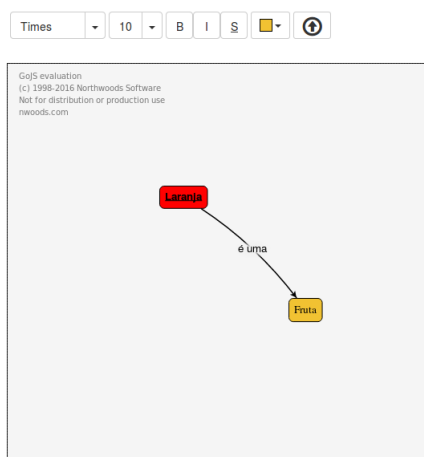 Times
10
B
I
S
GoJS evaluation
(c) 1998-2016 Northwoods Software
Not for distribution or production use
nwoods.com
Laranja
é uma
Fruta